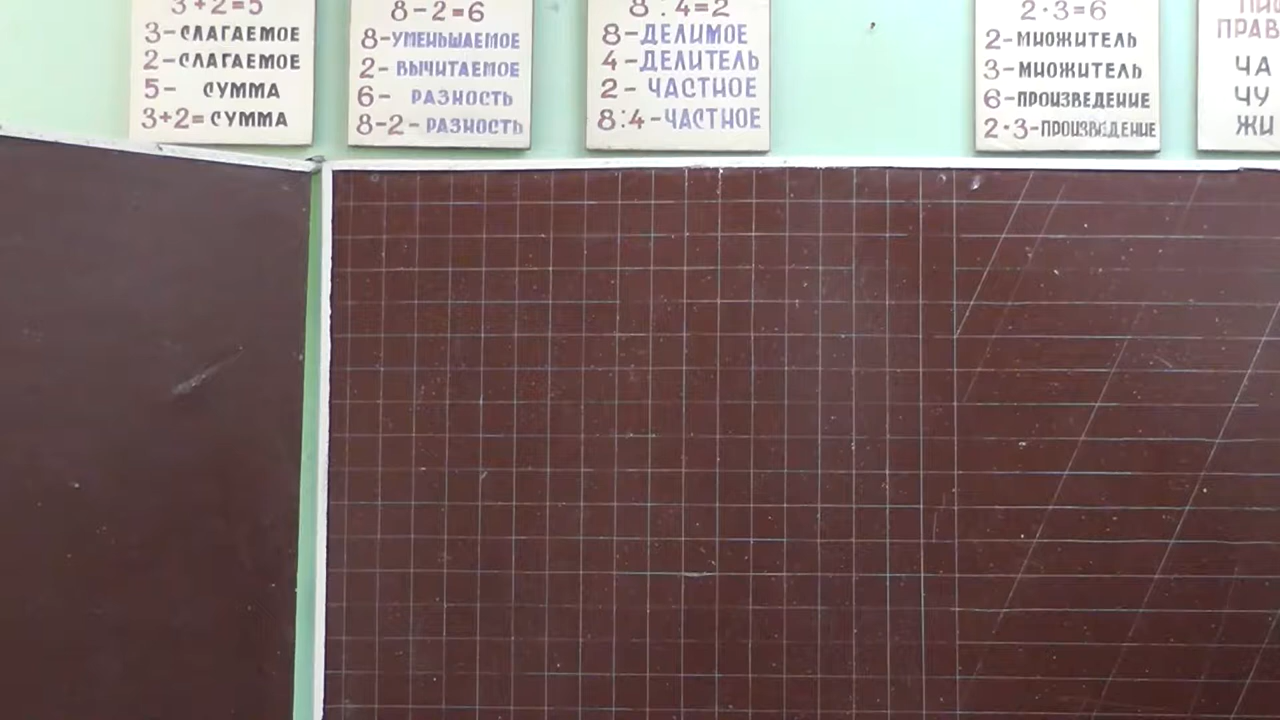 3+2=5
3-СЛАГАЕМОЕ
2-СЛАГАЕМОЕ
5- СУММА
3+2=СУММА
8-2=6
8-УМЕНЬШАЕМОЕ
2-ВЫЧИТАЕМОЕ
6- РАЗНОСТЬ
8-2-РАЗНОСТЬ
8:4=2
8-ДЕЛИМОЕ
4-ДЕЛИТЕЛЬ
2-ЧАСТНОЕ
8:4-ЧАСТНОЕ
2·3=6
2-МНОЖИТЕЛЬ
3-МНОЖИТЕЛЬ
6-ПРОИЗВЕДЕНИЕ
2·3-ПРОИЗВЕДЕНИЕ
ПРАВ
ЧА
ЧУ
ЖИ